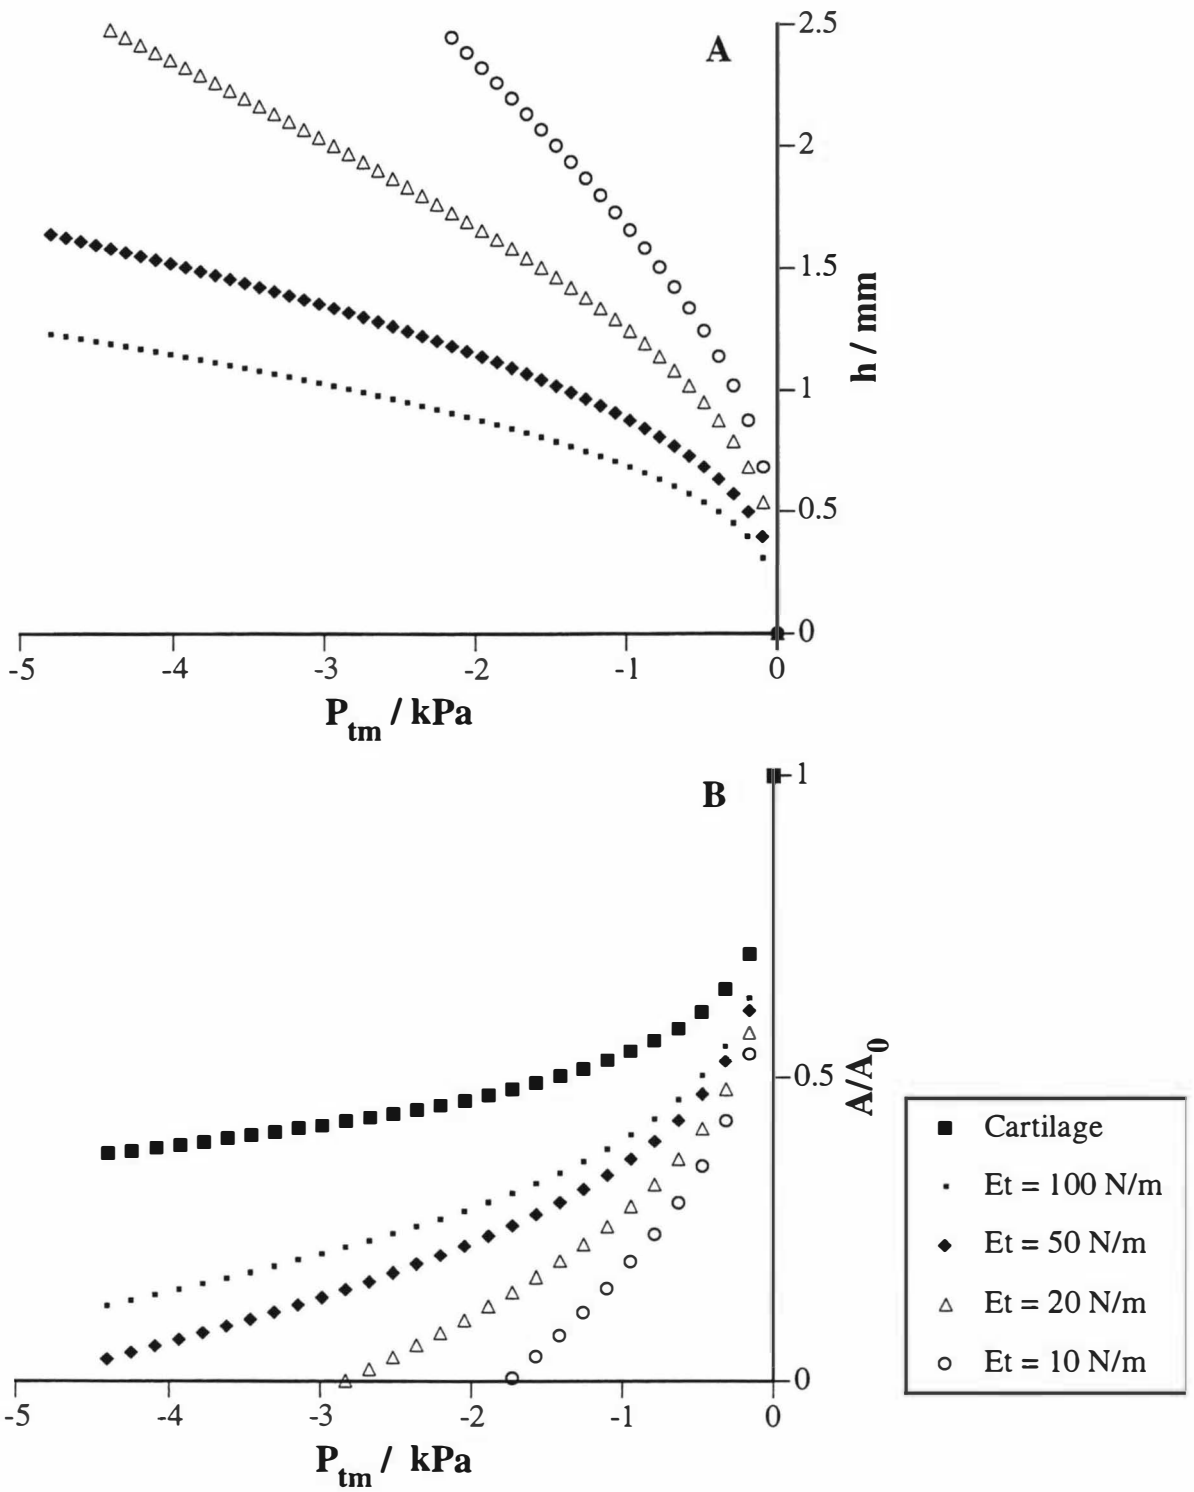 A
2.5
2
1.5
1
0.5
0
h / mm
-5 -4 -3 -2 -1 0
P_tm / kPa
B
1
0.5
0
A/A_0
-5 -4 -3 -2 -1 0
P_tm / kPa
Cartilage
Et = 100 N/m
Et = 50 N/m
Et = 20 N/m
Et = 10 N/m